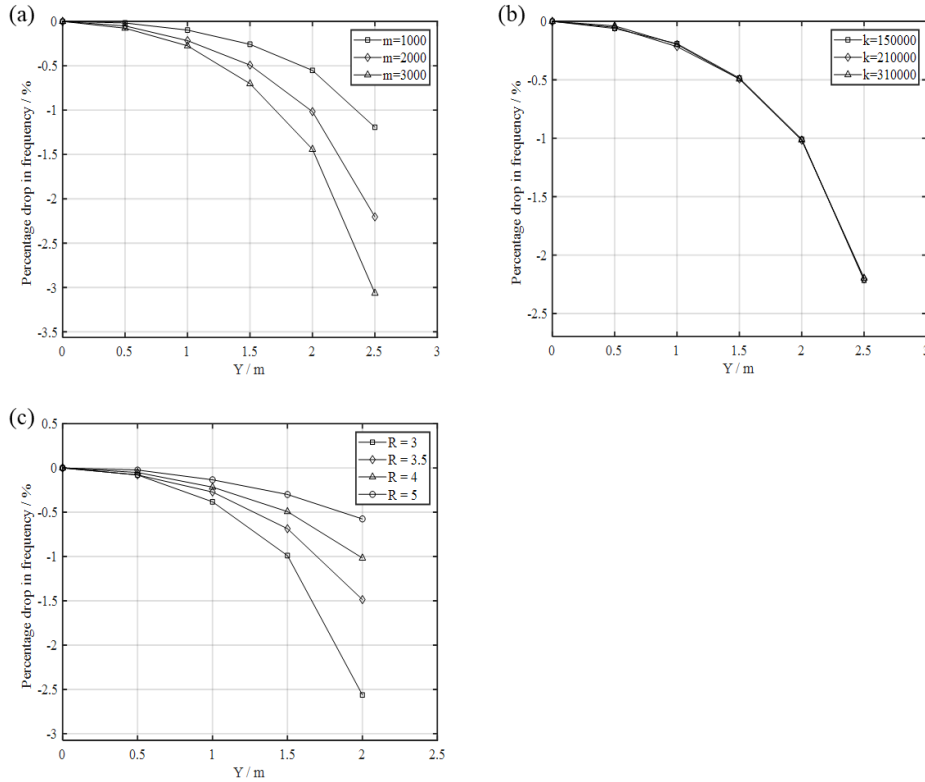 (a)
0
-0.5
-1
-1.5
-2
-2.5
-3
-3.5
Percentage drop in frequency / %
m=1000
m=2000
m=3000
0 0.5 1 1.5 2 2.5 3
Y / m
(b)
0
-0.5
-1
-1.5
-2
-2.5
Percentage drop in frequency / %
k=150000
k=210000
k=310000
0 0.5 1 1.5 2 2.5 3
Y / m
(c)
0.5
0
-0.5
-1
-1.5
-2
-2.5
-3
Percentage drop in frequency / %
R = 3
R = 3.5
R = 4
R = 5
0 0.5 1 1.5 2 2.5
Y / m